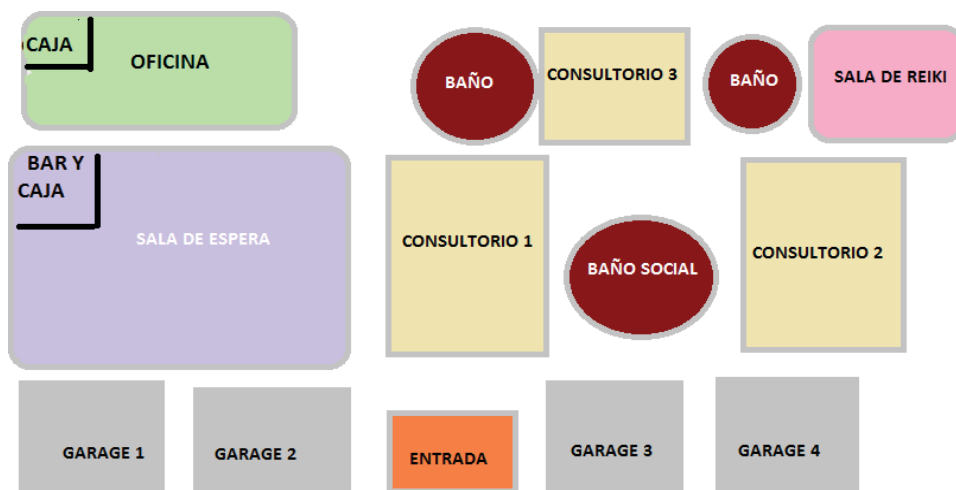 CAJA
OFICINA
BAÑO
CONSULTORIO 3
BAÑO
SALA DE REIKI
BAR Y
CAJA
SALA DE ESPERA
CONSULTORIO 1
BAÑO SOCIAL
CONSULTORIO 2
GARAGE 1
GARAGE 2
ENTRADA
GARAGE 3
GARAGE 4